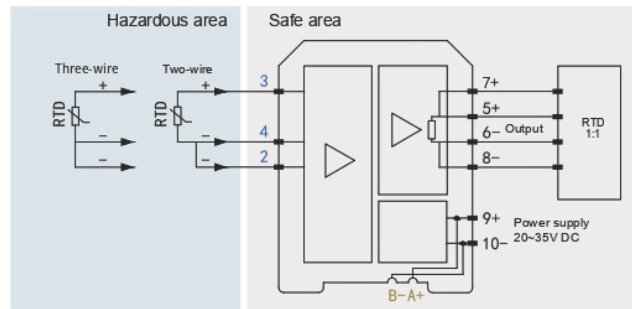 Hazardous area
Safe area
Three-wire
Two-wire
+
+
3
7+
RTD
RTD
5+
–
–
4
6– Output
RTD
1:1
–
–
2
8–
9+
Power supply
10–
20~35V DC
B–A+